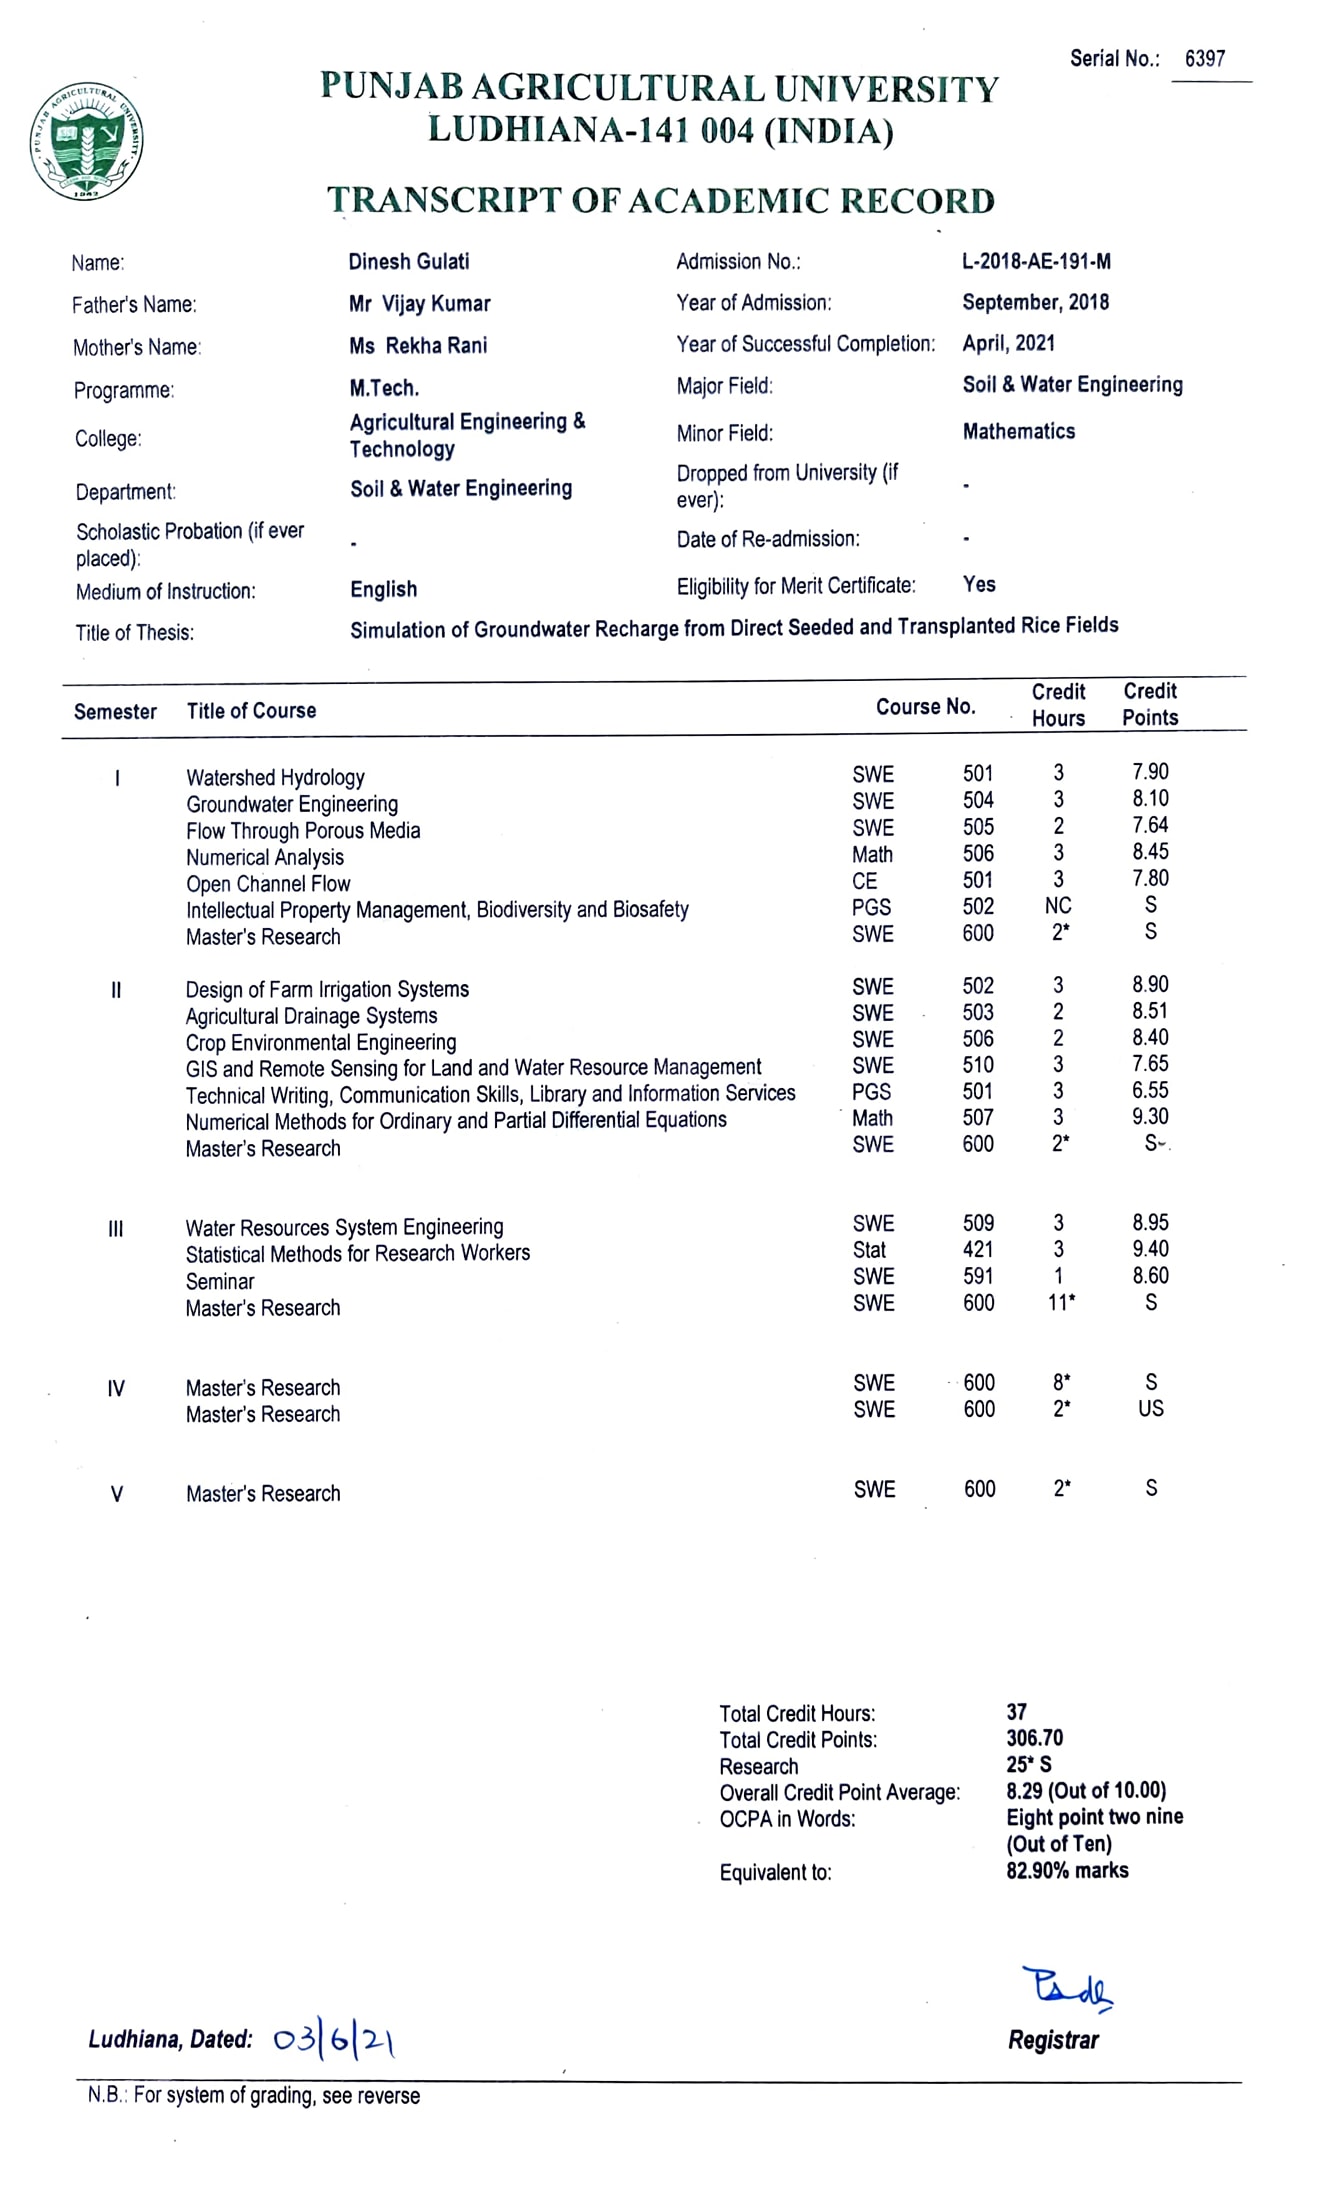 Serial No.: 6397
PUNJAB AGRICULTURAL UNIVERSITY
PUNJAB AGRICULTURAL UNIVERSITY
LUDHIANA-141 004 (INDIA)
TRANSCRIPT OF ACADEMIC RECORD
Name: Dinesh Gulati Admission No.: L-2018-AE-191-M
Father's Name: Mr Vijay Kumar Year of Admission: September, 2018
Mother's Name: Ms Rekha Rani Year of Successful Completion: April, 2021
Programme: M.Tech. Major Field: Soil & Water Engineering
College: Agricultural Engineering & Technology Minor Field: Mathematics
Department: Soil & Water Engineering Dropped from University (if ever): -
Scholastic Probation (if ever placed): - Date of Re-admission: -
Medium of Instruction: English Eligibility for Merit Certificate: Yes
Title of Thesis: Simulation of Groundwater Recharge from Direct Seeded and Transplanted Rice Fields
Semester Title of Course Course No. Credit Hours Credit Points
I Watershed Hydrology SWE 501 3 7.90
Groundwater Engineering SWE 504 3 8.10
Flow Through Porous Media SWE 505 2 7.64
Numerical Analysis Math 506 3 8.45
Open Channel Flow CE 501 3 7.80
Intellectual Property Management, Biodiversity and Biosafety PGS 502 NC S
Master's Research SWE 600 2* S
II Design of Farm Irrigation Systems SWE 502 3 8.90
Agricultural Drainage Systems SWE 503 2 8.51
Crop Environmental Engineering SWE 506 2 8.40
GIS and Remote Sensing for Land and Water Resource Management SWE 510 3 7.65
Technical Writing, Communication Skills, Library and Information Services PGS 501 3 6.55
Numerical Methods for Ordinary and Partial Differential Equations Math 507 3 9.30
Master's Research SWE 600 2* S
III Water Resources System Engineering SWE 509 3 8.95
Statistical Methods for Research Workers Stat 421 3 9.40
Seminar SWE 591 1 8.60
Master's Research SWE 600 11* S
IV Master's Research SWE 600 8* S
Master's Research SWE 600 2* US
V Master's Research SWE 600 2* S
Total Credit Hours: 37
Total Credit Points: 306.70
Research 25* S
Overall Credit Point Average: 8.29 (Out of 10.00)
OCPA in Words: Eight point two nine
(Out of Ten)
Equivalent to: 82.90% marks
Ludhiana, Dated: 03/6/21 Registrar
N.B.: For system of grading, see reverse